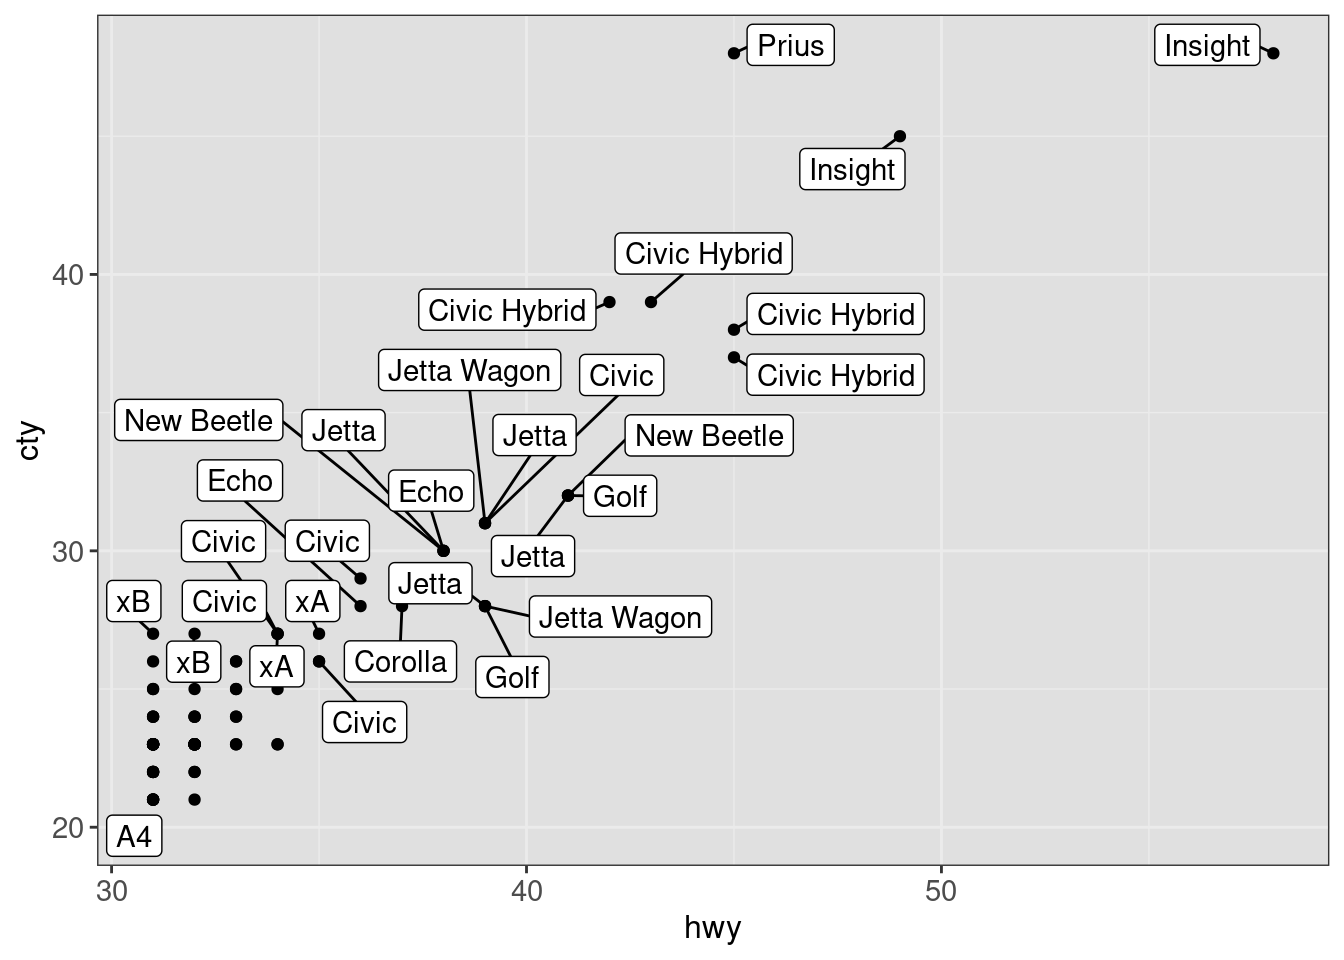 Prius
Insight
Insight
Civic Hybrid
40
Civic Hybrid
Civic Hybrid
Jetta Wagon
Civic
Civic Hybrid
New Beetle
Jetta
Jetta
New Beetle
cty
Echo
Echo
Golf
Civic
Civic
30
Jetta
Jetta
xB
Civic
xA
Jetta Wagon
xB
xA
Corolla
Golf
Civic
20
A4
30
40
50
hwy